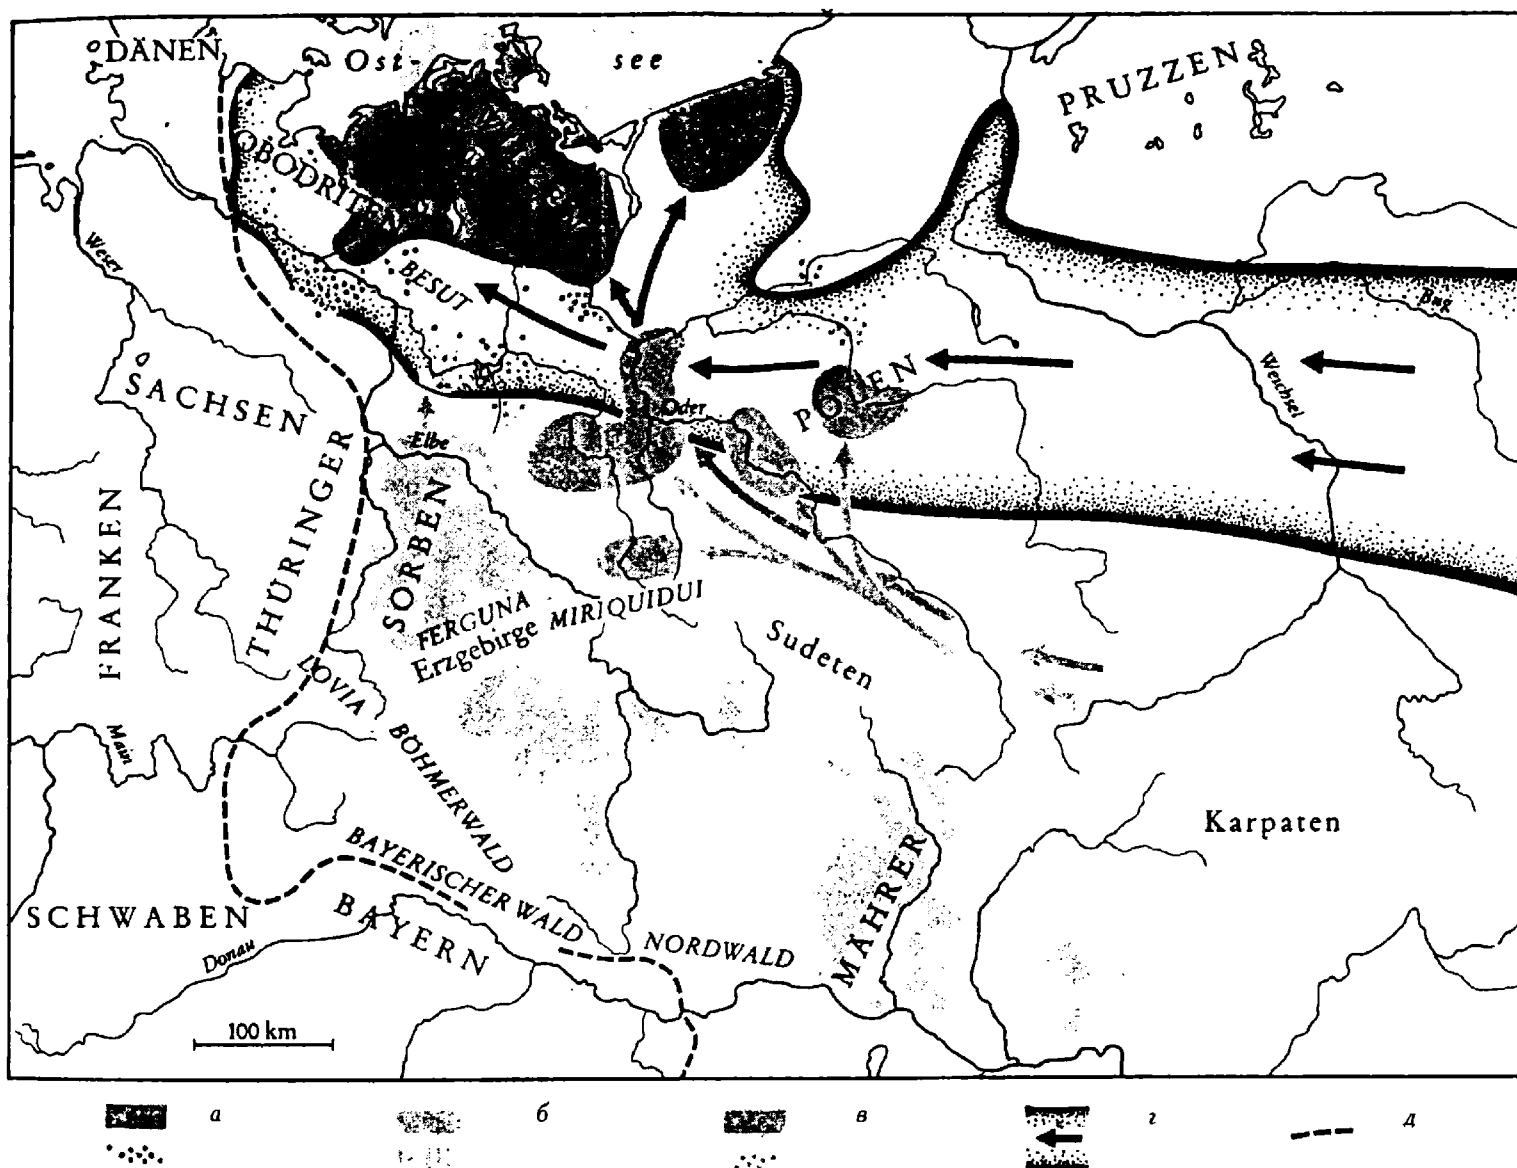 DÄNEN
Ost-
see
PRUZZEN
OBODRITEN
Weser
BESUT
Bug
SACHSEN
POLEN
Weichsel
Oder
Elbe
THÜRINGER
FRANKEN
SORBEN
FERGUNA
MIRIQUIDUI
Erzgebirge
Sudeten
LOVIA
Main
BÖHMERWALD
Karpaten
BAYERISCHER WALD
MÄHRER
SCHWABEN
BAYERN
NORDWALD
Donau
100 km
а
б
в
г
д